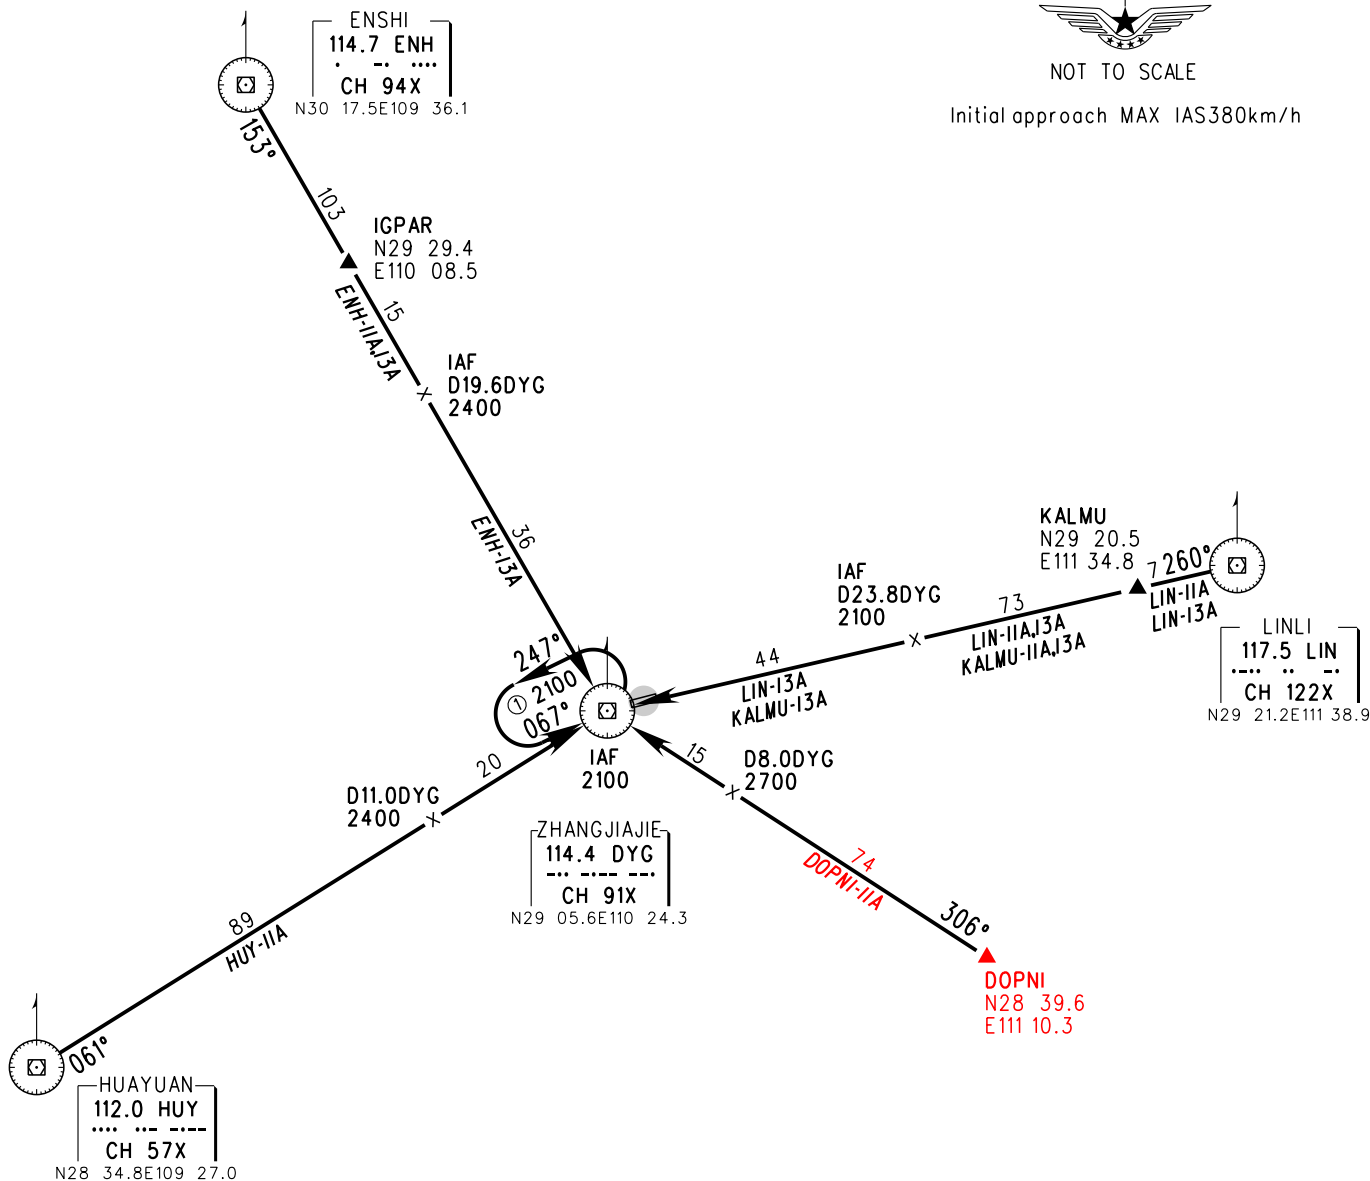 ENSHI
114.7 ENH
CH 94X
N30 17.5E109 36.1
NOT TO SCALE
Initial approach MAX IAS380km/h
153°
103
IGPAR
N29 29.4
E110 08.5
15
ENH-11A,13A
IAF
D19.6DYG
2400
36
ENH-13A
KALMU
N29 20.5
E111 34.8
7
260°
LIN-11A
LIN-13A
LINLI
117.5 LIN
CH 122X
N29 21.2E111 38.9
IAF
D23.8DYG
2100
73
LIN-11A,13A
KALMU-11A,13A
44
LIN-13A
KALMU-13A
247°
① 2100
067°
IAF
2100
15
D8.0DYG
2700
20
D11.0DYG
2400
ZHANGJIAJIE
114.4 DYG
CH 91X
N29 05.6E110 24.3
74
DOPNI-11A
306°
DOPNI
N28 39.6
E111 10.3
89
HUY-11A
061°
HUAYUAN
112.0 HUY
CH 57X
N28 34.8E109 27.0